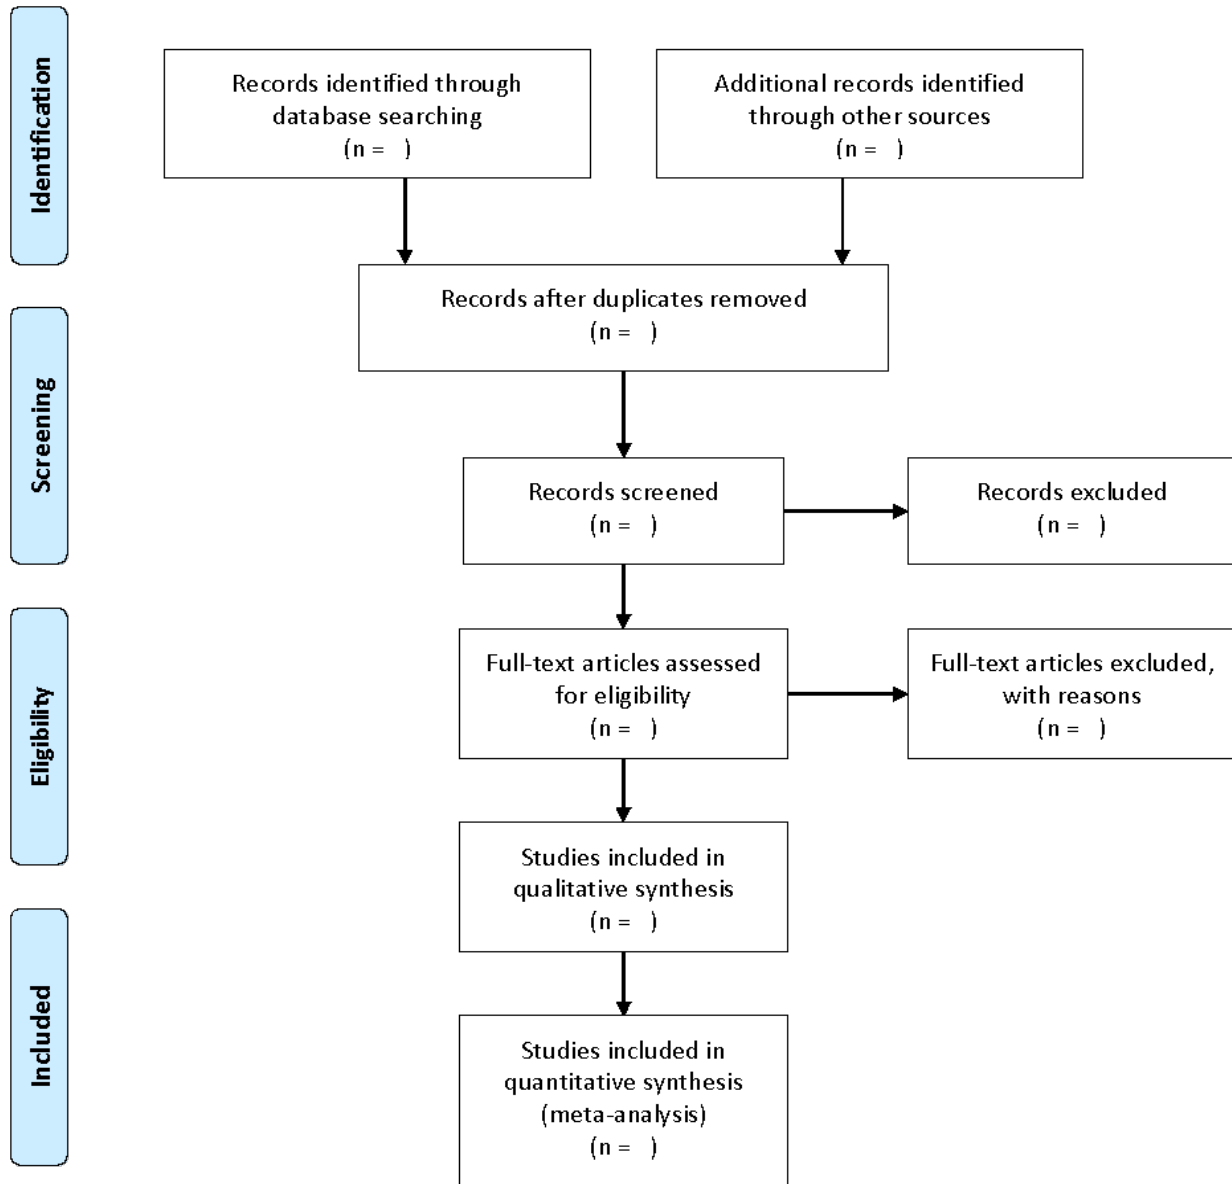 Identification
Records identified through
database searching
(n =   )
Additional records identified
through other sources
(n =   )
Records after duplicates removed
(n =   )
Screening
Records screened
(n =   )
Records excluded
(n =   )
Eligibility
Full-text articles assessed
for eligibility
(n =   )
Full-text articles excluded,
with reasons
(n =   )
Studies included in
qualitative synthesis
(n =   )
Included
Studies included in
quantitative synthesis
(meta-analysis)
(n =   )